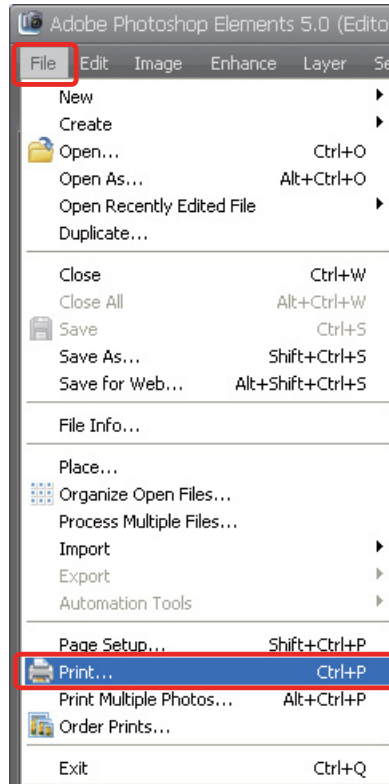 Adobe Photoshop Elements 5.0 (Edito
File Edit Image Enhance Layer Se
New
Create
Open... Ctrl+O
Open As... Alt+Ctrl+O
Open Recently Edited File
Duplicate...
Close Ctrl+W
Close All Alt+Ctrl+W
Save Ctrl+S
Save As... Shift+Ctrl+S
Save for Web... Alt+Shift+Ctrl+S
File Info...
Place...
Organize Open Files...
Process Multiple Files...
Import
Export
Automation Tools
Page Setup... Shift+Ctrl+P
Print... Ctrl+P
Print Multiple Photos... Alt+Ctrl+P
Order Prints...
Exit Ctrl+Q